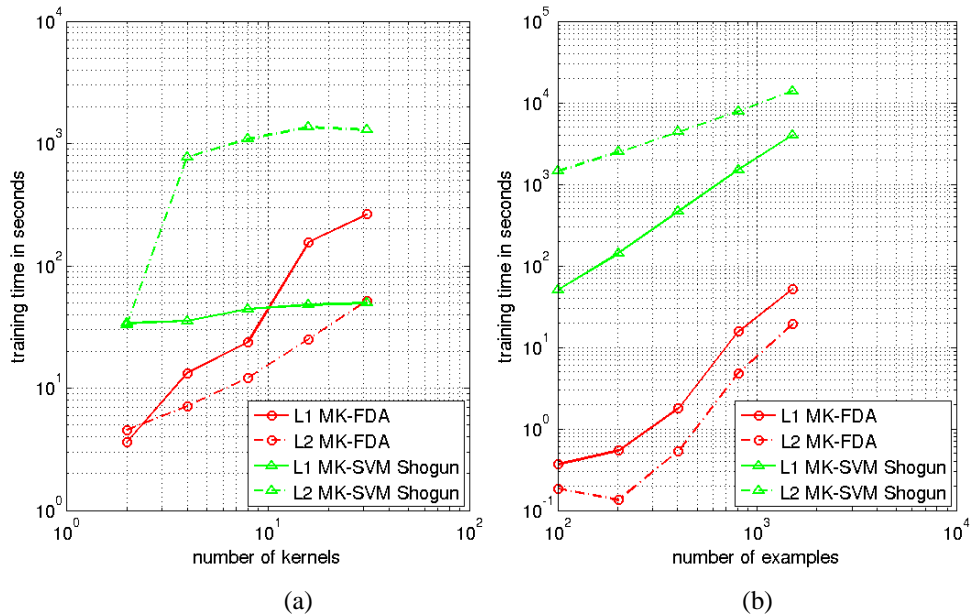 10^4
10^3
10^2
10^1
10^0
training time in seconds
10^0
10^1
10^2
number of kernels
L1 MK-FDA
L2 MK-FDA
L1 MK-SVM Shogun
L2 MK-SVM Shogun
(a)
10^5
10^4
10^3
10^2
10^1
10^0
10^-1
training time in seconds
10^2
10^3
10^4
number of examples
L1 MK-FDA
L2 MK-FDA
L1 MK-SVM Shogun
L2 MK-SVM Shogun
(b)